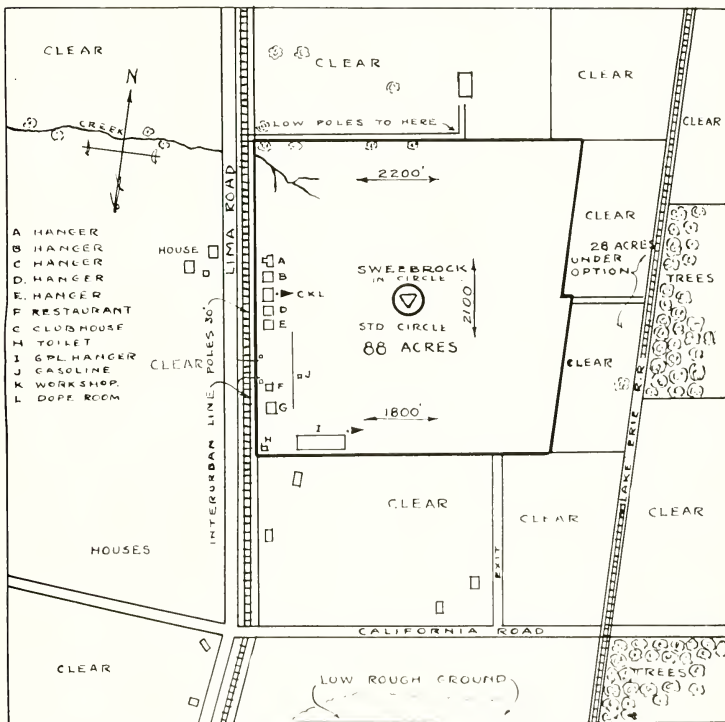 CLEAR
N
CREEK
CLEAR
CLEAR
CLEAR
LOW POLES TO HERE
LIMA ROAD
2200'
A HANGER
B HANGER
C HANGER
D. HANGER
E. HANGER
F RESTAURANT
C CLUBHOUSE
H TOILET
I 6PL. HANGER
J GASOLINE
K WORKSHOP.
L DOPE ROOM
HOUSE
A
B
CKL
D
E
J
F
G
I
H
SWEEBROCK
IN CIRCLE
STD CIRCLE
88 ACRES
2100'
1800'
CLEAR
28 ACRES
UNDER
OPTION
TREES
CLEAR
CLEAR
INTERURBAN LINE POLES 30'
LAKE ERIE R.R.
CLEAR
CLEAR
CLEAR
EXIT
HOUSES
CALIFORNIA ROAD
CLEAR
LOW ROUGH GROUND
TREES